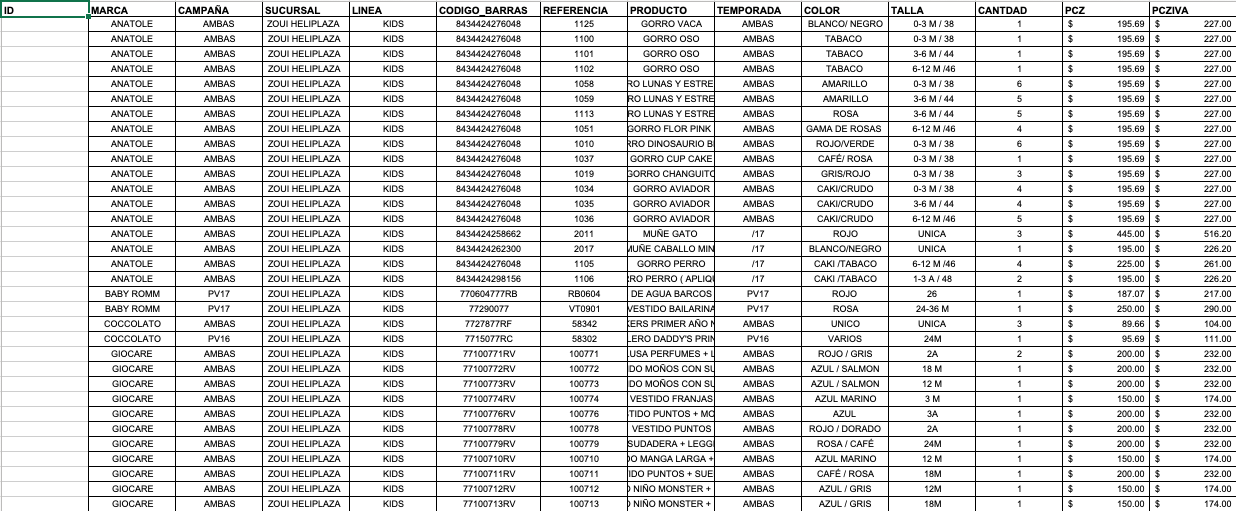 ID MARCA CAMPAÑA SUCURSAL LINEA CODIGO_BARRAS REFERENCIA PRODUCTO TEMPORADA COLOR TALLA CANTDAD PCZ PCZIVA
ANATOLE AMBAS ZOUI HELIPLAZA KIDS 8434424276048 1125 GORRO VACA AMBAS BLANCO/ NEGRO 0-3 M / 38 1 $ 195.69 $ 227.00
ANATOLE AMBAS ZOUI HELIPLAZA KIDS 8434424276048 1100 GORRO OSO AMBAS TABACO 0-3 M / 38 1 $ 195.69 $ 227.00
ANATOLE AMBAS ZOUI HELIPLAZA KIDS 8434424276048 1101 GORRO OSO AMBAS TABACO 3-6 M / 44 1 $ 195.69 $ 227.00
ANATOLE AMBAS ZOUI HELIPLAZA KIDS 8434424276048 1102 GORRO OSO AMBAS TABACO 6-12 M /46 1 $ 195.69 $ 227.00
ANATOLE AMBAS ZOUI HELIPLAZA KIDS 8434424276048 1058 RO LUNAS Y ESTRE AMBAS AMARILLO 0-3 M / 38 6 $ 195.69 $ 227.00
ANATOLE AMBAS ZOUI HELIPLAZA KIDS 8434424276048 1059 RO LUNAS Y ESTRE AMBAS AMARILLO 3-6 M / 44 5 $ 195.69 $ 227.00
ANATOLE AMBAS ZOUI HELIPLAZA KIDS 8434424276048 1113 RO LUNAS Y ESTRE AMBAS ROSA 3-6 M / 44 5 $ 195.69 $ 227.00
ANATOLE AMBAS ZOUI HELIPLAZA KIDS 8434424276048 1051 GORRO FLOR PINK AMBAS GAMA DE ROSAS 6-12 M /46 4 $ 195.69 $ 227.00
ANATOLE AMBAS ZOUI HELIPLAZA KIDS 8434424276048 1010 RRO DINOSAURIO B AMBAS ROJO/VERDE 0-3 M / 38 6 $ 195.69 $ 227.00
ANATOLE AMBAS ZOUI HELIPLAZA KIDS 8434424276048 1037 GORRO CUP CAKE AMBAS CAFÉ/ ROSA 0-3 M / 38 1 $ 195.69 $ 227.00
ANATOLE AMBAS ZOUI HELIPLAZA KIDS 8434424276048 1019 GORRO CHANGUITO AMBAS GRIS/ROJO 0-3 M / 38 3 $ 195.69 $ 227.00
ANATOLE AMBAS ZOUI HELIPLAZA KIDS 8434424276048 1034 GORRO AVIADOR AMBAS CAKI/CRUDO 0-3 M / 38 4 $ 195.69 $ 227.00
ANATOLE AMBAS ZOUI HELIPLAZA KIDS 8434424276048 1035 GORRO AVIADOR AMBAS CAKI/CRUDO 3-6 M / 44 4 $ 195.69 $ 227.00
ANATOLE AMBAS ZOUI HELIPLAZA KIDS 8434424276048 1036 GORRO AVIADOR AMBAS CAKI/CRUDO 6-12 M /46 5 $ 195.69 $ 227.00
ANATOLE AMBAS ZOUI HELIPLAZA KIDS 8434424258662 2011 MUÑE GATO /17 ROJO UNICA 3 $ 445.00 $ 516.20
ANATOLE AMBAS ZOUI HELIPLAZA KIDS 8434424262300 2017 MUÑE CABALLO MIN /17 BLANCO/NEGRO UNICA 1 $ 195.00 $ 226.20
ANATOLE AMBAS ZOUI HELIPLAZA KIDS 8434424276048 1105 GORRO PERRO /17 CAKI /TABACO 6-12 M /46 4 $ 225.00 $ 261.00
ANATOLE AMBAS ZOUI HELIPLAZA KIDS 8434424298156 1106 RO PERRO ( APLIQ /17 CAKI /TABACO 1-3 A / 48 2 $ 195.00 $ 226.20
BABY ROMM PV17 ZOUI HELIPLAZA KIDS 770604777RB RB0604 DE AGUA BARCOS PV17 ROJO 26 1 $ 187.07 $ 217.00
BABY ROMM PV17 ZOUI HELIPLAZA KIDS 77290077 VT0901 VESTIDO BAILARINA PV17 ROSA 24-36 M 1 $ 250.00 $ 290.00
COCCOLATO AMBAS ZOUI HELIPLAZA KIDS 7727877RF 58342 KERS PRIMER AÑO N AMBAS UNICO UNICA 3 $ 89.66 $ 104.00
COCCOLATO PV16 ZOUI HELIPLAZA KIDS 7715077RC 58302 LERO DADDY'S PRIN PV16 VARIOS 24M 1 $ 95.69 $ 111.00
GIOCARE AMBAS ZOUI HELIPLAZA KIDS 77100771RV 100771 USA PERFUMES + L AMBAS ROJO / GRIS 2A 2 $ 200.00 $ 232.00
GIOCARE AMBAS ZOUI HELIPLAZA KIDS 77100772RV 100772 DO MOÑOS CON SU AMBAS AZUL / SALMON 18 M 1 $ 200.00 $ 232.00
GIOCARE AMBAS ZOUI HELIPLAZA KIDS 77100773RV 100773 DO MOÑOS CON SU AMBAS AZUL / SALMON 12 M 1 $ 200.00 $ 232.00
GIOCARE AMBAS ZOUI HELIPLAZA KIDS 77100774RV 100774 VESTIDO FRANJAS AMBAS AZUL MARINO 3 M 1 $ 150.00 $ 174.00
GIOCARE AMBAS ZOUI HELIPLAZA KIDS 77100776RV 100776 TIDO PUNTOS + MO AMBAS AZUL 3A 1 $ 200.00 $ 232.00
GIOCARE AMBAS ZOUI HELIPLAZA KIDS 77100778RV 100778 VESTIDO PUNTOS AMBAS ROJO / DORADO 2A 1 $ 200.00 $ 232.00
GIOCARE AMBAS ZOUI HELIPLAZA KIDS 77100779RV 100779 SUDADERA + LEGGI AMBAS ROSA / CAFÉ 24M 1 $ 200.00 $ 232.00
GIOCARE AMBAS ZOUI HELIPLAZA KIDS 77100710RV 100710 DO MANGA LARGA + AMBAS AZUL MARINO 12 M 1 $ 150.00 $ 174.00
GIOCARE AMBAS ZOUI HELIPLAZA KIDS 77100711RV 100711 IDO PUNTOS + SUE AMBAS CAFÉ / ROSA 18M 1 $ 200.00 $ 232.00
GIOCARE AMBAS ZOUI HELIPLAZA KIDS 77100712RV 100712 NIÑO MONSTER + AMBAS AZUL / GRIS 12M 1 $ 150.00 $ 174.00
GIOCARE AMBAS ZOUI HELIPLAZA KIDS 77100713RV 100713 NIÑO MONSTER + AMBAS AZUL / GRIS 18M 1 $ 150.00 $ 174.00